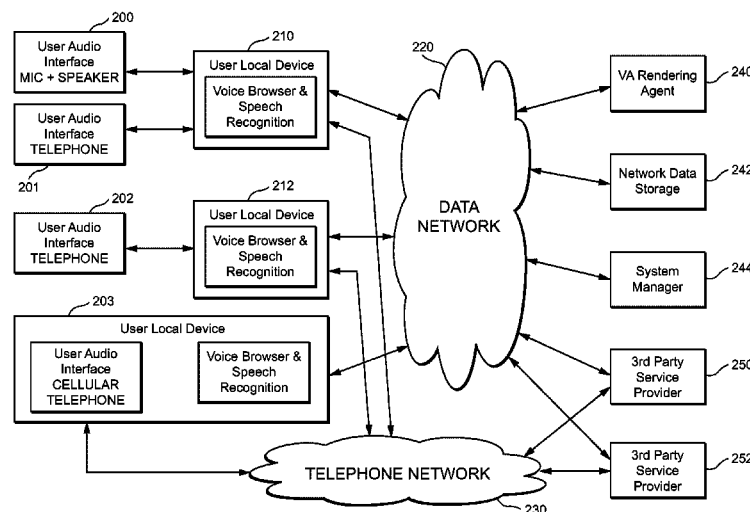 200
User Audio
Interface
MIC + SPEAKER
User Audio
Interface
TELEPHONE
201
210
User Local Device
Voice Browser &
Speech
Recognition
202
User Audio
Interface
TELEPHONE
212
User Local Device
Voice Browser &
Speech
Recognition
203
User Local Device
User Audio
Interface
CELLULAR
TELEPHONE
Voice Browser &
Speech
Recognition
220
DATA
NETWORK
TELEPHONE NETWORK
230
VA Rendering
Agent
240
Network Data
Storage
242
System
Manager
244
3rd Party
Service
Provider
250
3rd Party
Service
Provider
252